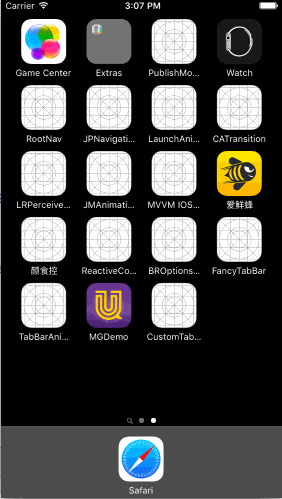 Carrier 3:07 PM
Game Center Extras PublishMo... Watch
RootNav JPNavigati... LaunchAni... CATransition
LRPerceive... JMAnimati... MVVM IOS... 爱鲜蜂
颜食控 ReactiveCo... BROptions... FancyTabBar
TabBarAni... MGDemo CustomTab...
Safari